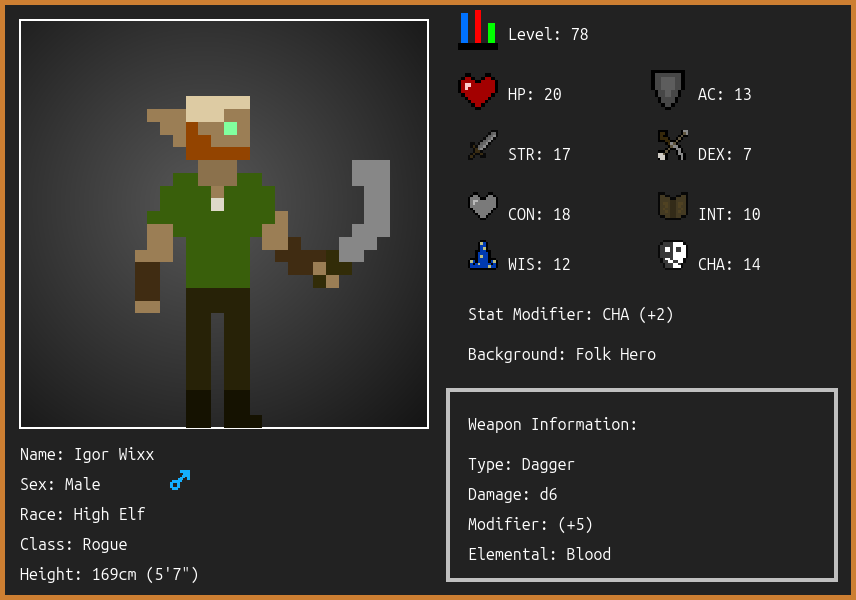 Level: 78
HP: 20
AC: 13
STR: 17
DEX: 7
CON: 18
INT: 10
WIS: 12
CHA: 14
Stat Modifier: CHA (+2)
Background: Folk Hero
Weapon Information:
Type: Dagger
Damage: d6
Modifier: (+5)
Elemental: Blood
Name: Igor Wixx
Sex: Male
Race: High Elf
Class: Rogue
Height: 169cm (5'7")